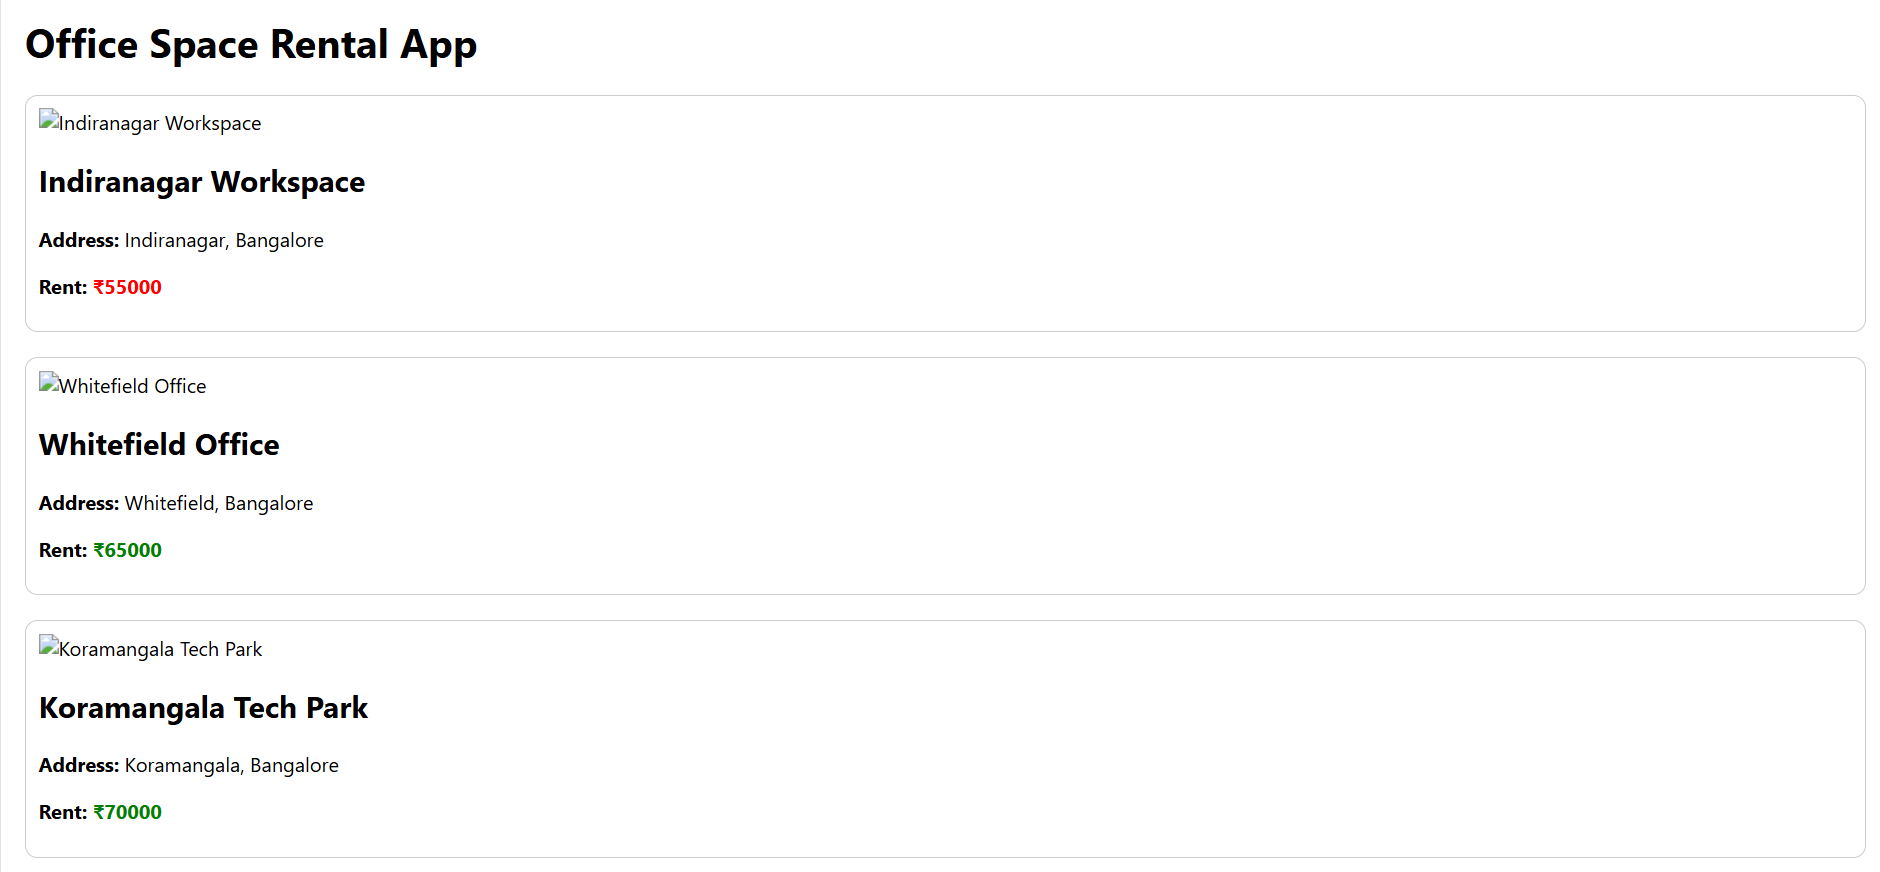 Office Space Rental App
Indiranagar Workspace
Indiranagar Workspace
Address: Indiranagar, Bangalore
Rent: ₹55000
Whitefield Office
Whitefield Office
Address: Whitefield, Bangalore
Rent: ₹65000
Koramangala Tech Park
Koramangala Tech Park
Address: Koramangala, Bangalore
Rent: ₹70000